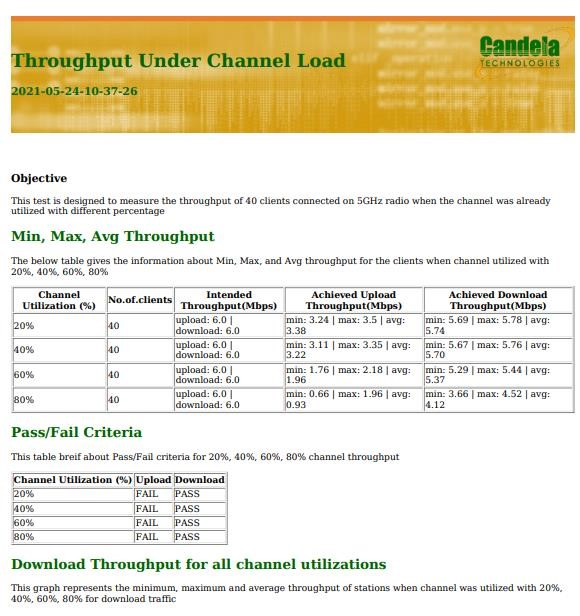 Candela
TECHNOLOGIES
Throughput Under Channel Load
2021-05-24-10-37-26
Objective
This test is designed to measure the throughput of 40 clients connected on 5GHz radio when the channel was already
utilized with different percentage
Min, Max, Avg Throughput
The below table gives the information about Min, Max, and Avg throughput for the clients when channel utilized with
20%, 40%, 60%, 80%
Channel Utilization (%) No.of.clients Intended Throughput(Mbps) Achieved Upload Throughput(Mbps) Achieved Download Throughput(Mbps)
20% 40 upload: 6.0 | download: 6.0 min: 3.24 | max: 3.5 | avg: 3.38 min: 5.69 | max: 5.78 | avg: 5.74
40% 40 upload: 6.0 | download: 6.0 min: 3.11 | max: 3.35 | avg: 3.22 min: 5.67 | max: 5.76 | avg: 5.70
60% 40 upload: 6.0 | download: 6.0 min: 1.76 | max: 2.18 | avg: 1.96 min: 5.29 | max: 5.44 | avg: 5.37
80% 40 upload: 6.0 | download: 6.0 min: 0.66 | max: 1.96 | avg: 0.93 min: 3.66 | max: 4.52 | avg: 4.12
Pass/Fail Criteria
This table breif about Pass/Fail criteria for 20%, 40%, 60%, 80% channel throughput
Channel Utilization (%) Upload Download
20% FAIL PASS
40% FAIL PASS
60% FAIL PASS
80% FAIL PASS
Download Throughput for all channel utilizations
This graph represents the minimum, maximum and average throughput of stations when channel was utilized with 20%,
40%, 60%, 80% for download traffic